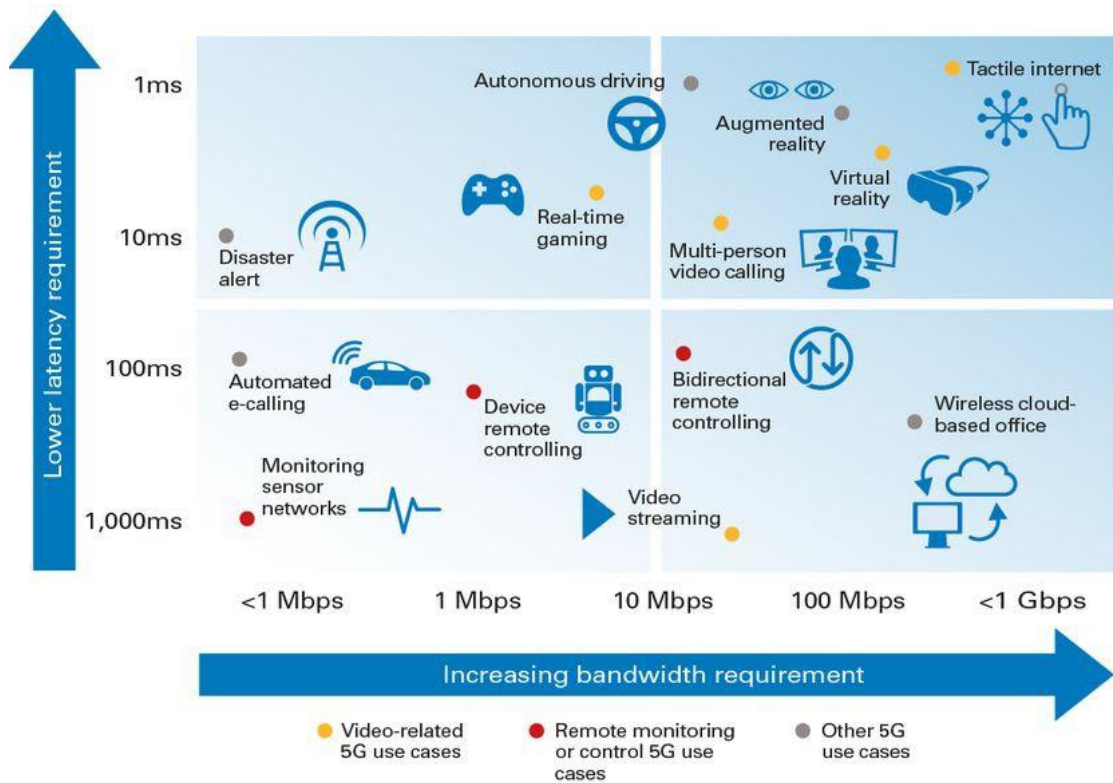 Lower latency requirement
1ms
10ms
100ms
1,000ms
Autonomous driving
Augmented
reality
Tactile internet
Virtual
reality
Real-time
gaming
Multi-person
video calling
Disaster
alert
Automated
e-calling
Device
remote
controlling
Bidirectional
remote
controlling
Wireless cloud-
based office
Monitoring
sensor
networks
Video
streaming
<1 Mbps
1 Mbps
10 Mbps
100 Mbps
<1 Gbps
Increasing bandwidth requirement
Video-related
5G use cases
Remote monitoring
or control 5G use
cases
Other 5G
use cases